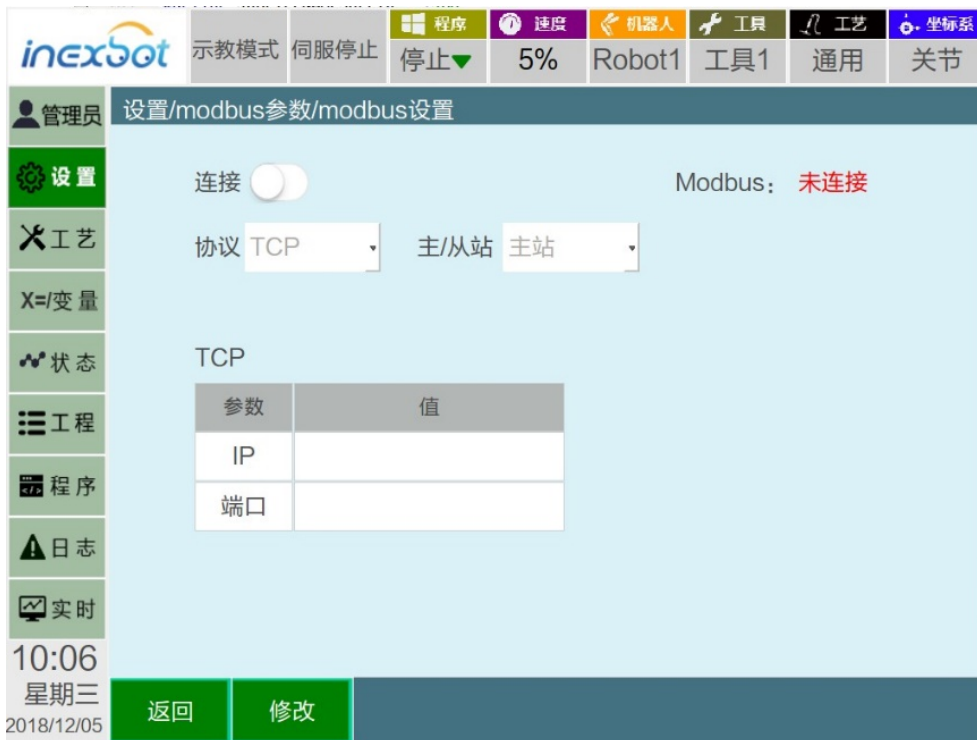 inexbot
示教模式 伺服停止
程序 速度 机器人 工具 工艺 坐标系
停止 5% Robot1 工具1 通用 关节
管理员
设置
工艺
X=/变量
状态
工程
程序
日志
实时
10:06
星期三
2018/12/05
设置/modbus参数/modbus设置
连接 Modbus： 未连接
协议 TCP 主/从站 主站
TCP
参数 值
IP
端口
返回 修改